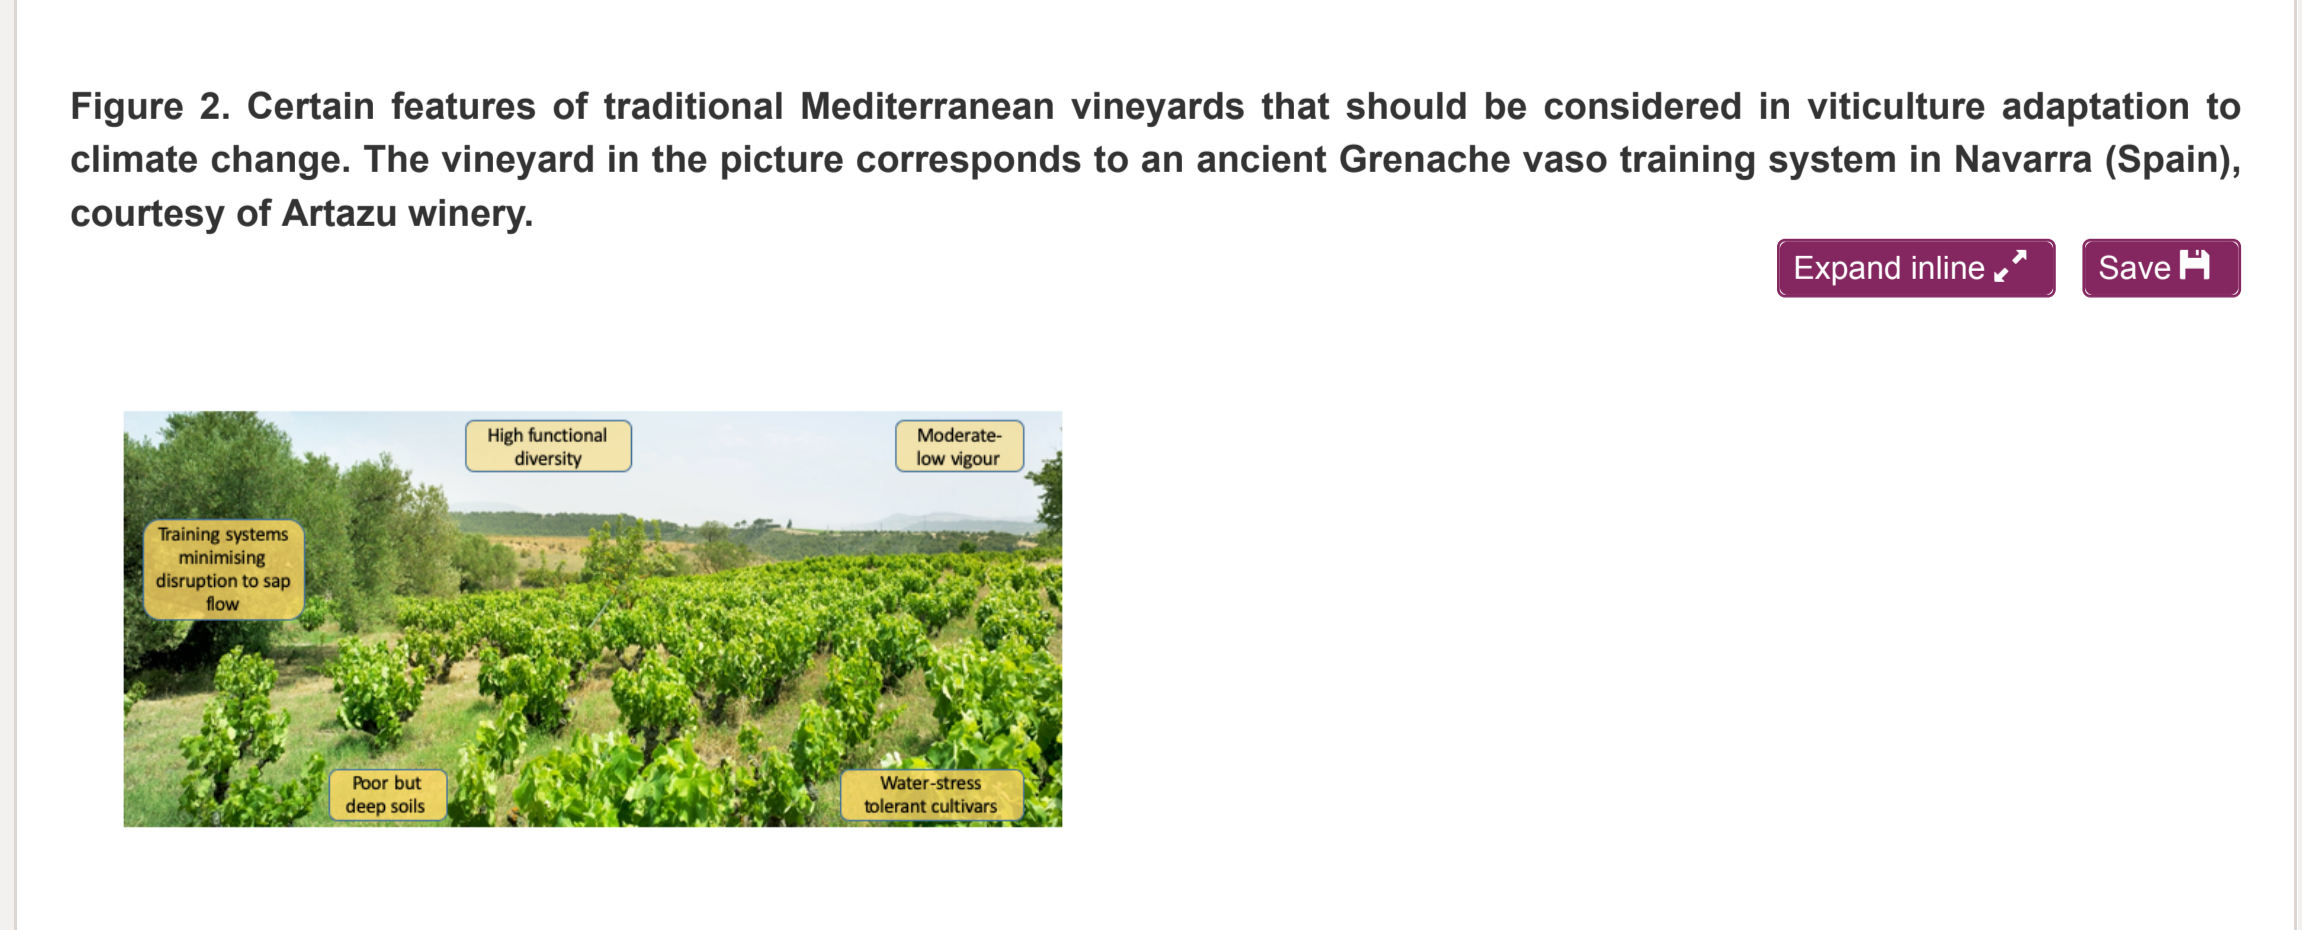 Figure 2. Certain features of traditional Mediterranean vineyards that should be considered in viticulture adaptation to
climate change. The vineyard in the picture corresponds to an ancient Grenache vaso training system in Navarra (Spain),
courtesy of Artazu winery.
Expand inline
Save
High functional
diversity
Moderate-
low vigour
Training systems
minimising
disruption to sap
flow
Poor but
deep soils
Water-stress
tolerant cultivars